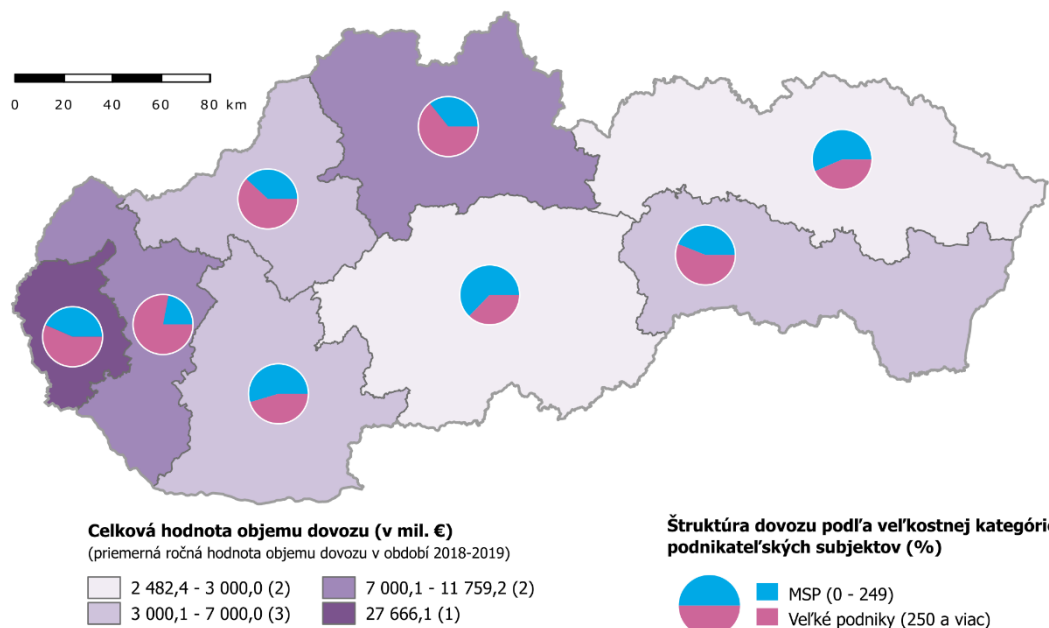 0 20 40 60 80 km
Celková hodnota objemu dovozu (v mil. €)
(priemerná ročná hodnota objemu dovozu v období 2018-2019)
2 482,4 - 3 000,0 (2)
3 000,1 - 7 000,0 (3)
7 000,1 - 11 759,2 (2)
27 666,1 (1)
Štruktúra dovozu podľa veľkostnej kategórie
podnikateľských subjektov (%)
MSP (0 - 249)
Veľké podniky (250 a viac)